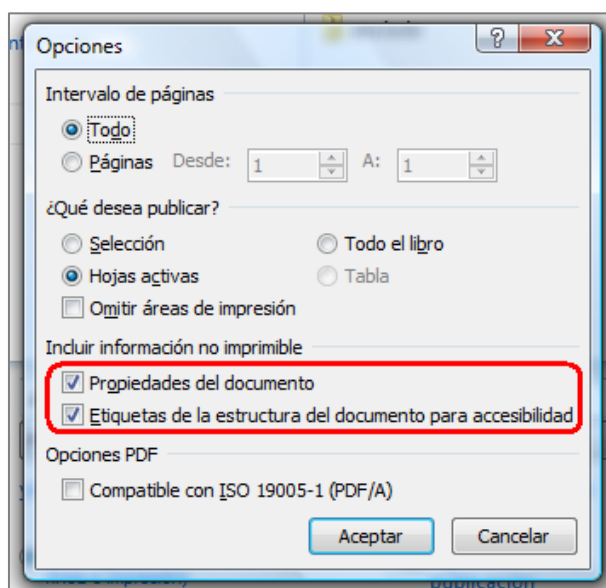 Opciones
Intervalo de páginas
Todo
Páginas Desde: 1 A: 1
¿Qué desea publicar?
Selección Todo el libro
Hojas activas Tabla
Omitir áreas de impresión
Incluir información no imprimible
Propiedades del documento
Etiquetas de la estructura del documento para accesibilidad
Opciones PDF
Compatible con ISO 19005-1 (PDF/A)
Aceptar Cancelar